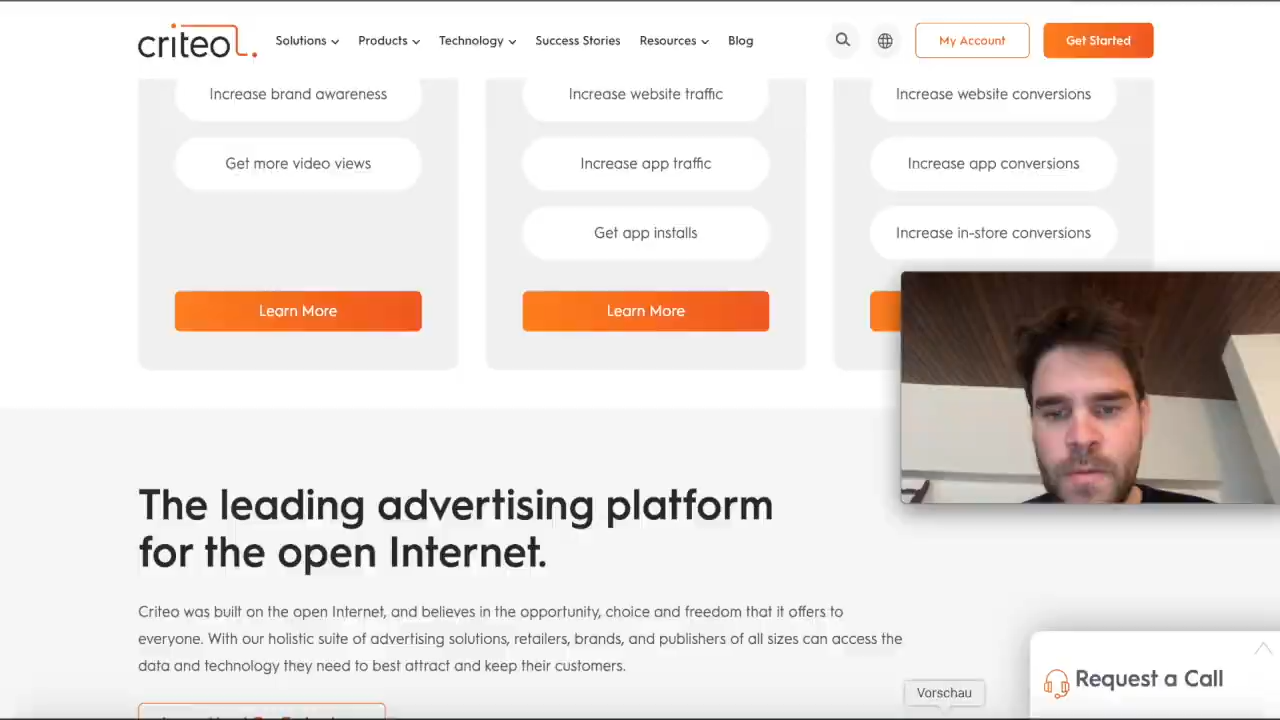 criteo
Solutions Products Technology Success Stories Resources Blog My Account Get Started
Increase brand awareness
Get more video views
Learn More
Increase website traffic
Increase app traffic
Get app installs
Learn More
Increase website conversions
Increase app conversions
Increase in-store conversions
The leading advertising platform
for the open Internet.
Criteo was built on the open Internet, and believes in the opportunity, choice and freedom that it offers to
everyone. With our holistic suite of advertising solutions, retailers, brands, and publishers of all sizes can access the
data and technology they need to best attract and keep their customers.
Vorschau
Request a Call